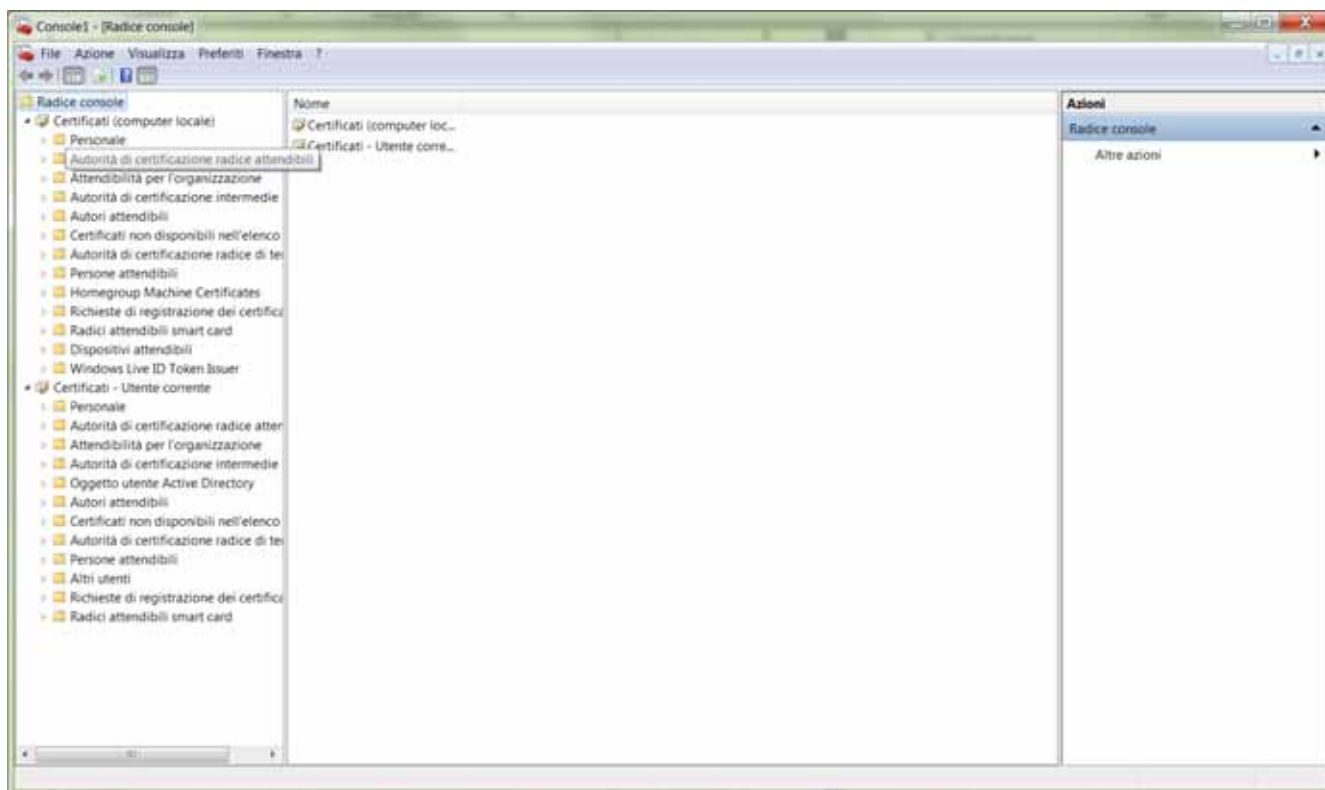 Console1 - [Radice console]
File Azione Visualizza Preferiti Finestra ?
Radice console
Certificati (computer locale)
Personale
Autorità di certificazione radice attendibili
Attendibilità per l'organizzazione
Autorità di certificazione intermedie
Autori attendibili
Certificati non disponibili nell'elenco
Autorità di certificazione radice di te
Persone attendibili
Homegroup Machine Certificates
Richieste di registrazione dei certifica
Radici attendibili smart card
Dispositivi attendibili
Windows Live ID Token Issuer
Certificati - Utente corrente
Personale
Autorità di certificazione radice atten
Attendibilità per l'organizzazione
Autorità di certificazione intermedie
Oggetto utente Active Directory
Autori attendibili
Certificati non disponibili nell'elenco
Autorità di certificazione radice di te
Persone attendibili
Altri utenti
Richieste di registrazione dei certifica
Radici attendibili smart card
Nome
Certificati (computer loc...
Certificati - Utente corre...
Azioni
Radice console
Altre azioni